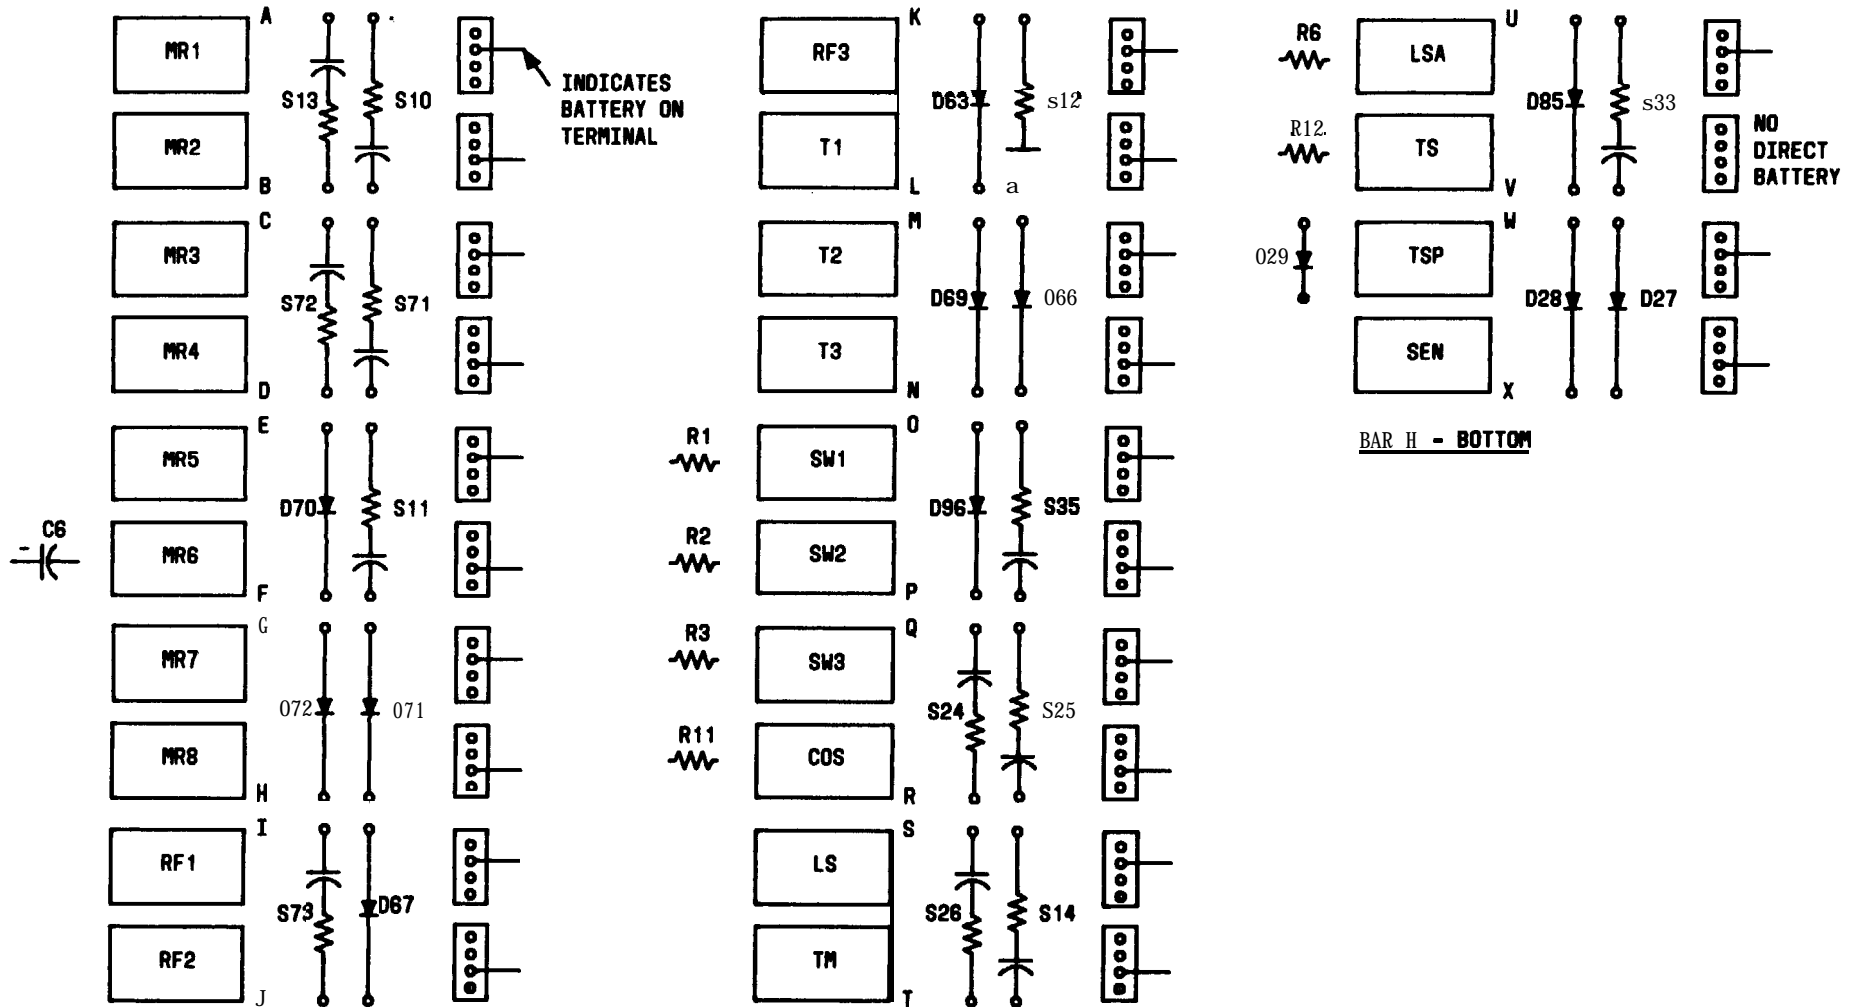 A
MR1
S13
S10
INDICATES
BATTERY ON
TERMINAL
MR2
B
C
MR3
S72
S71
MR4
D
E
MR5
D70
S11
C6
-
MR6
F
G
MR7
072
071
MR8
H
I
RF1
S73
D67
RF2
J
K
RF3
D63
s12
T1
L
a
M
T2
D69
066
T3
N
O
R1
SW1
D96
S35
R2
SW2
P
Q
R3
SW3
S24
S25
R11
COS
R
S
LS
S26
S14
TM
T
U
R6
LSA
D85
s33
R12.
TS
V
NO
DIRECT
BATTERY
W
029
TSP
D28
D27
SEN
X
BAR H - BOTTOM